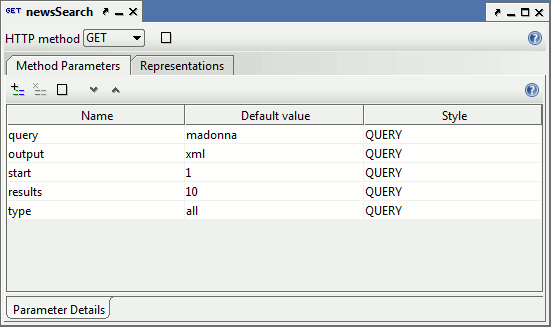 GET newsSearch
HTTP method GET
Method Parameters Representations
Name Default value Style
query madonna QUERY
output xml QUERY
start 1 QUERY
results 10 QUERY
type all QUERY
Parameter Details